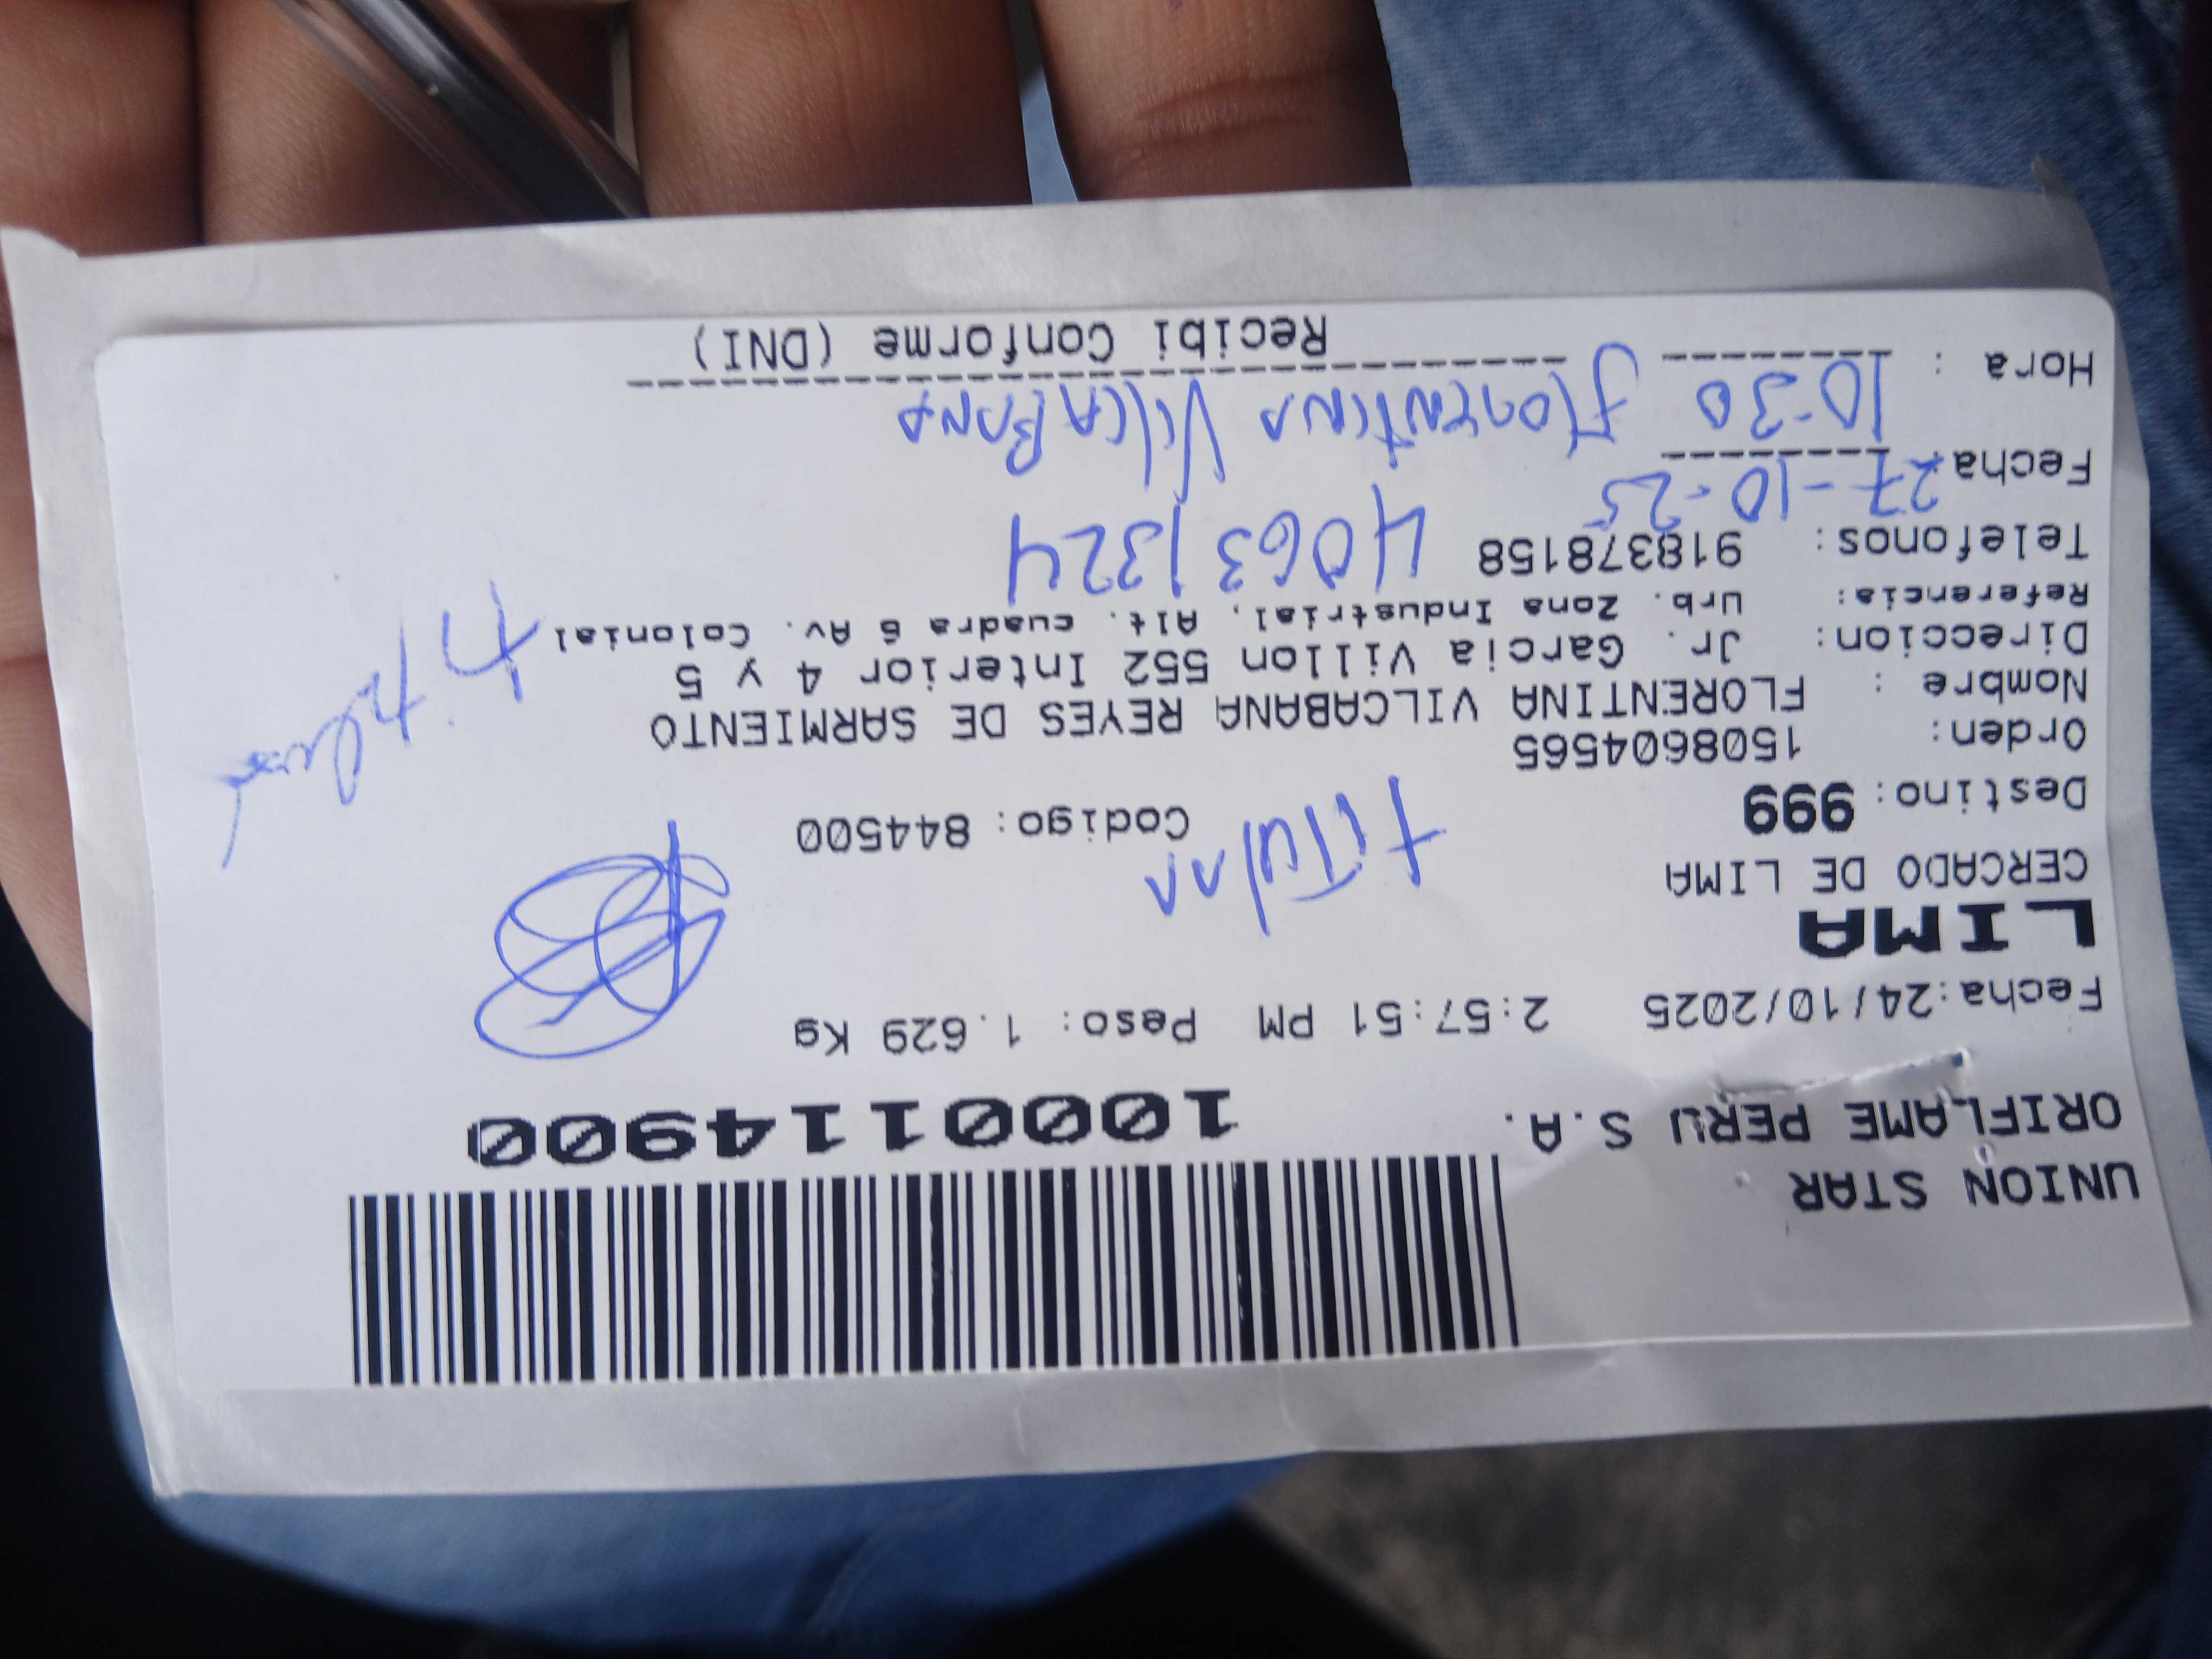 UNION STAR
ORIFLAME PERU S.A.
10001114900
Fecha:24/10/2025 2:57:51 PM Peso: 1.629 Kg
LIMA
CERCADO DE LIMA
titular
Destino: 999 Codigo: 844500
Orden: 1508604565
Nombre : FLORENTINA VILCABANA REYES DE SARMIENTO
Direccion: Jr. Garcia Villon 552 Interior 4 y 5
Referencia: Urb. Zona Industrial, Alt. cuadra 6 Av. Colonial
Telefonos: 918378158
40631324
Fecha: 27-10-25
Hora : 10:30
Florentina VilcaBana
Recibi Conforme (DNI)